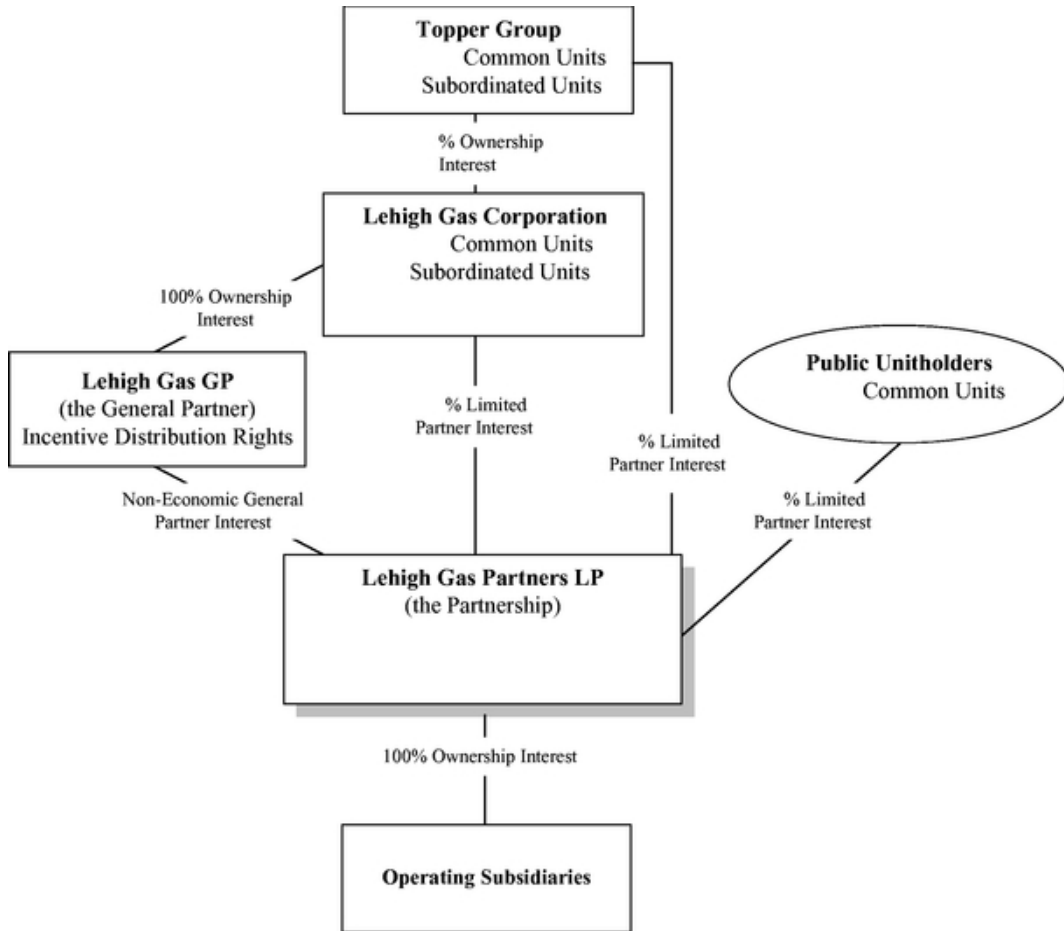 Topper Group
Common Units
Subordinated Units
% Ownership
Interest
Lehigh Gas Corporation
Common Units
Subordinated Units
100% Ownership
Interest
Lehigh Gas GP
(the General Partner)
Incentive Distribution Rights
Public Unitholders
Common Units
% Limited
Partner Interest
% Limited
Partner Interest
Non-Economic General
Partner Interest
% Limited
Partner Interest
Lehigh Gas Partners LP
(the Partnership)
100% Ownership Interest
Operating Subsidiaries